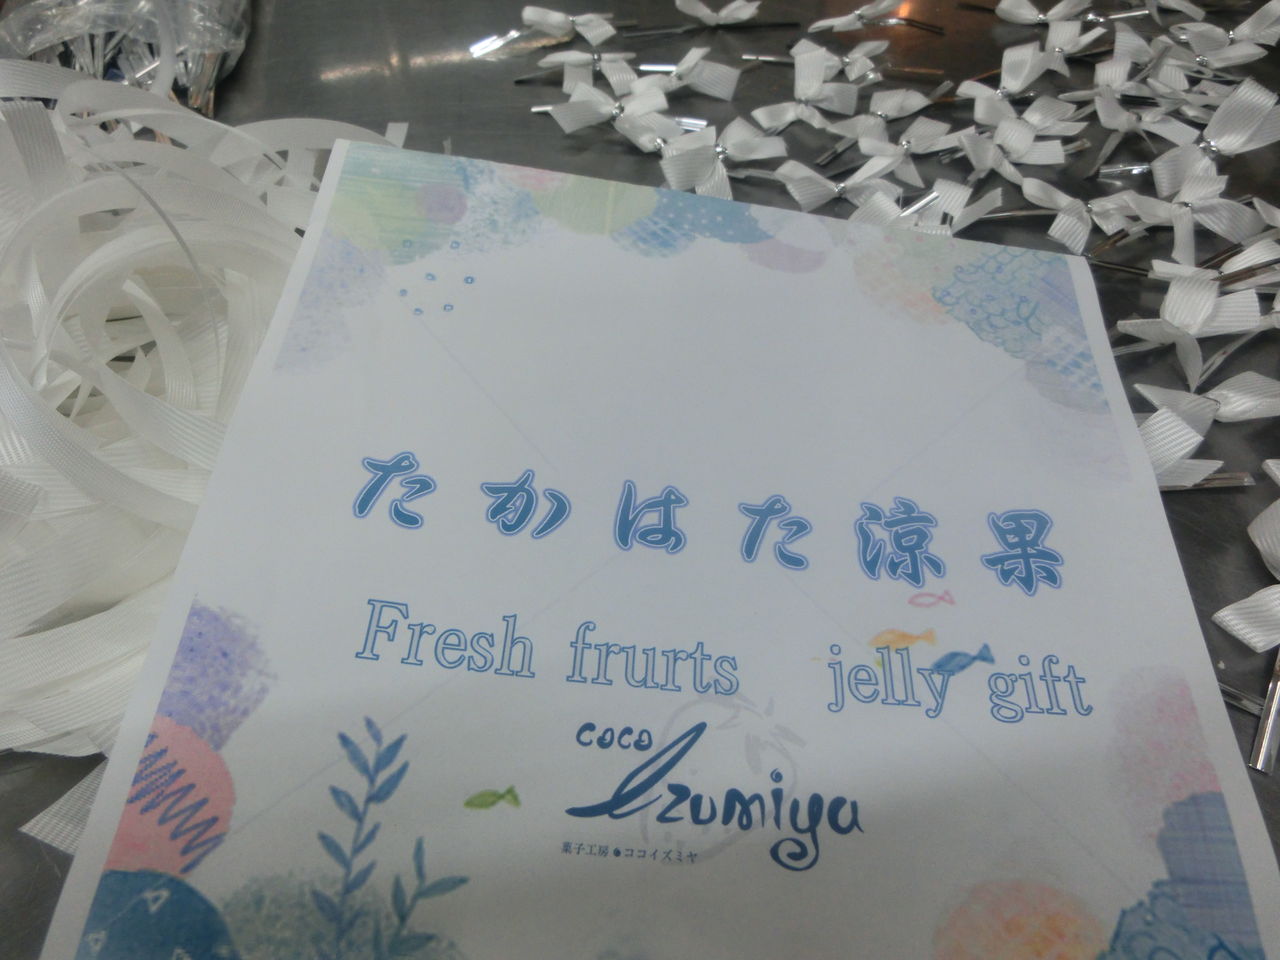 たかはた涼果
Fresh frurts jelly gift
coco Izumiya
菓子工房●ココイズミヤ